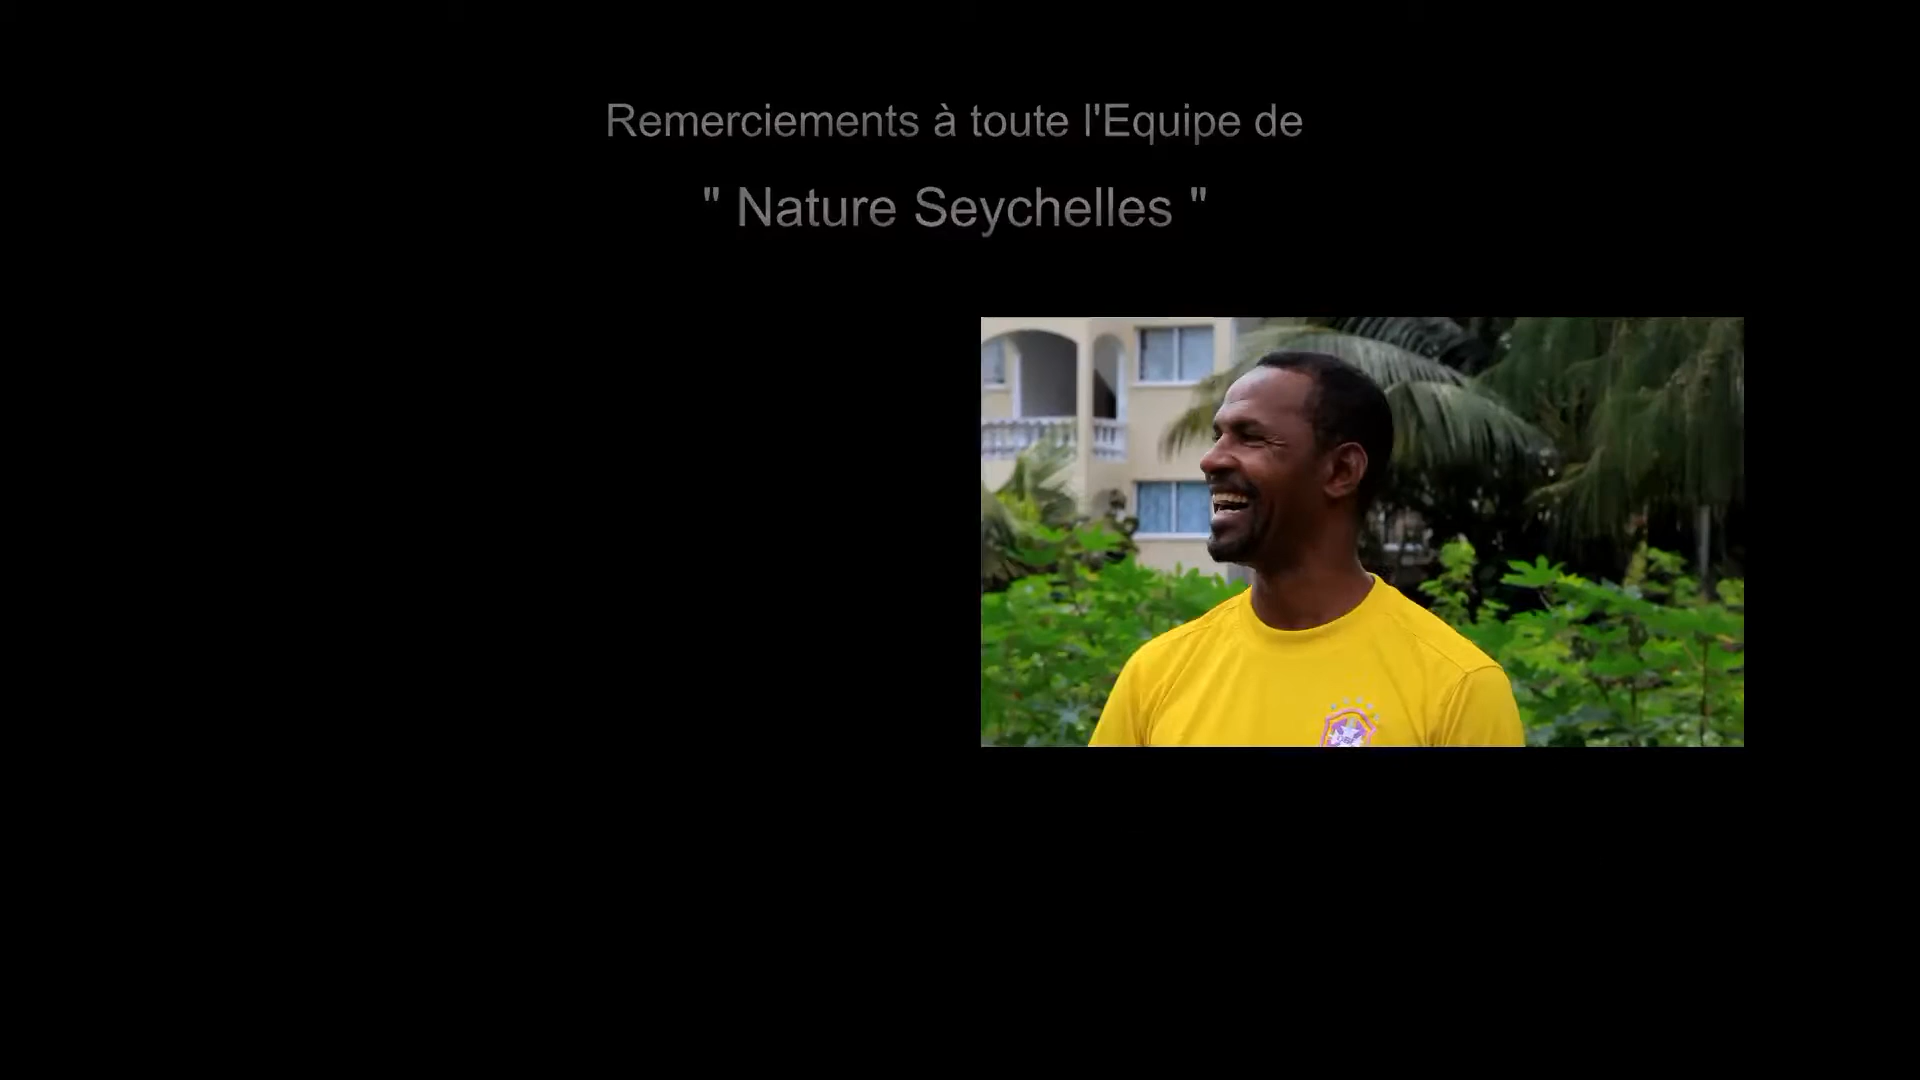 Remerciements à toute l'Equipe de
" Nature Seychelles "